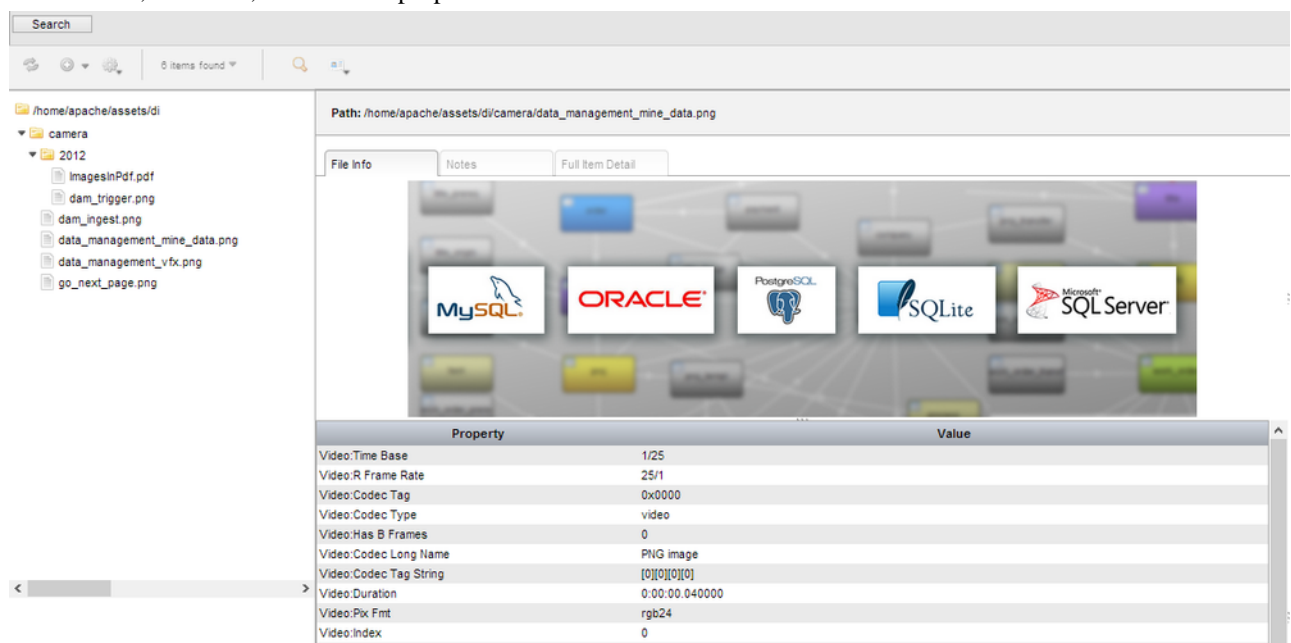 Search
6 items found
/home/apache/assets/di
camera
2012
ImagesInPdf.pdf
dam_trigger.png
dam_ingest.png
data_management_mine_data.png
data_management_vfx.png
go_next_page.png
Path: /home/apache/assets/di/camera/data_management_mine_data.png
File Info Notes Full Item Detail
MySQL. ORACLE PostgreSQL SQLite Microsoft SQL Server
Property Value
Video:Time Base 1/25
Video:R Frame Rate 25/1
Video:Codec Tag 0x0000
Video:Codec Type video
Video:Has B Frames 0
Video:Codec Long Name PNG image
Video:Codec Tag String [0][0][0][0]
Video:Duration 0:00:00.040000
Video:Pix Fmt rgb24
Video:Index 0